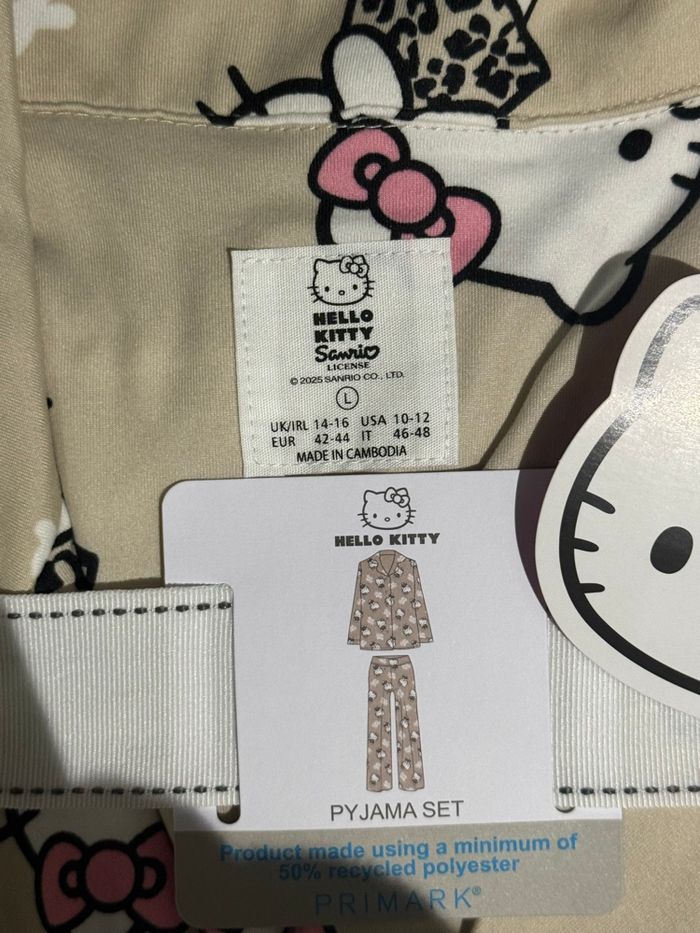 HELLO
KITTY
Sanrio
LICENSE
© 2025 SANRIO CO., LTD.
L
UK/IRL 14-16 USA 10-12
EUR 42-44 IT 46-48
MADE IN CAMBODIA
HELLO KITTY
PYJAMA SET
Product made using a minimum of
50% recycled polyester
PRIMARK®